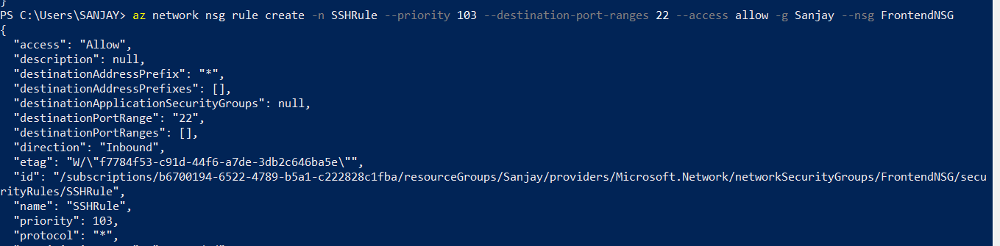 }
PS C:\Users\SANJAY> az network nsg rule create -n SSHRule --priority 103 --destination-port-ranges 22 --access allow -g Sanjay --nsg FrontendNSG
{
  "access": "Allow",
  "description": null,
  "destinationAddressPrefix": "*",
  "destinationAddressPrefixes": [],
  "destinationApplicationSecurityGroups": null,
  "destinationPortRange": "22",
  "destinationPortRanges": [],
  "direction": "Inbound",
  "etag": "W/\"f7784f53-c91d-44f6-a7de-3db2c646ba5e\"",
  "id": "/subscriptions/b6700194-6522-4789-b5a1-c222828c1fba/resourceGroups/Sanjay/providers/Microsoft.Network/networkSecurityGroups/FrontendNSG/secu
rityRules/SSHRule",
  "name": "SSHRule",
  "priority": 103,
  "protocol": "*",